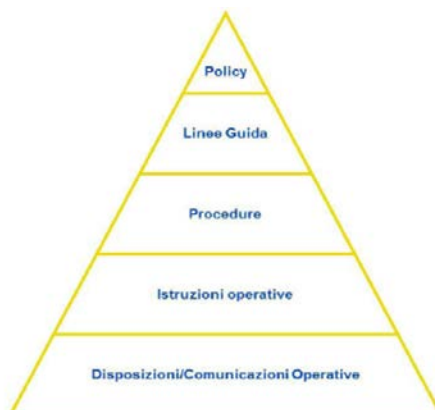 Policy
Linee Guida
Procedure
Istruzioni operative
Disposizioni/Comunicazioni Operative